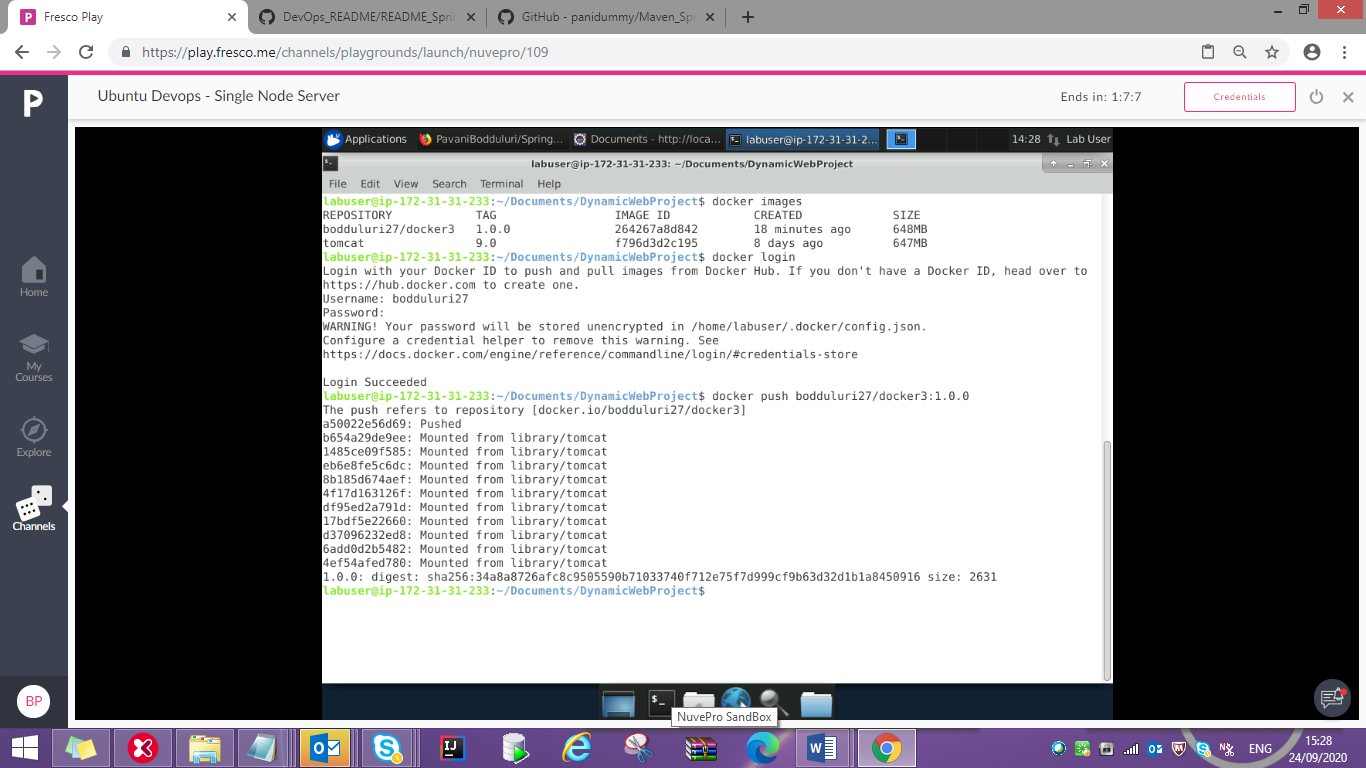 Fresco Play
DevOps_README/README_Sprin
GitHub - panidummy/Maven_Spr
https://play.fresco.me/channels/playgrounds/launch/nuvepro/109
Ubuntu Devops - Single Node Server
Ends in: 1:7:7
Credentials
Applications
PavaniBodduluri/Spring...
Documents - http://loca...
labuser@ip-172-31-31-2...
14:28
Lab User
labuser@ip-172-31-31-233: ~/Documents/DynamicWebProject
File Edit View Search Terminal Help
labuser@ip-172-31-31-233:~/Documents/DynamicWebProject$ docker images
REPOSITORY TAG IMAGE ID CREATED SIZE
bodduluri27/docker3 1.0.0 264267a8d842 18 minutes ago 648MB
tomcat 9.0 f796d3d2c195 8 days ago 647MB
labuser@ip-172-31-31-233:~/Documents/DynamicWebProject$ docker login
Login with your Docker ID to push and pull images from Docker Hub. If you don't have a Docker ID, head over to
https://hub.docker.com to create one.
Username: bodduluri27
Password:
WARNING! Your password will be stored unencrypted in /home/labuser/.docker/config.json.
Configure a credential helper to remove this warning. See
https://docs.docker.com/engine/reference/commandline/login/#credentials-store
Login Succeeded
labuser@ip-172-31-31-233:~/Documents/DynamicWebProject$ docker push bodduluri27/docker3:1.0.0
The push refers to repository [docker.io/bodduluri27/docker3]
a50022e56d69: Pushed
b654a29de9ee: Mounted from library/tomcat
1485ce09f585: Mounted from library/tomcat
eb6e8fe5c6dc: Mounted from library/tomcat
8b185d674aef: Mounted from library/tomcat
4f17d163126f: Mounted from library/tomcat
df95ed2a791d: Mounted from library/tomcat
17bdf5e22660: Mounted from library/tomcat
d37096232ed8: Mounted from library/tomcat
6add0d2b5482: Mounted from library/tomcat
4ef54afed780: Mounted from library/tomcat
1.0.0: digest: sha256:34a8a8726afc8c9505590b71033740f712e75f7d999cf9b63d32d1b1a8450916 size: 2631
labuser@ip-172-31-31-233:~/Documents/DynamicWebProject$
Home
My
Courses
Explore
Channels
BP
NuvePro SandBox
ENG
15:28
24/09/2020